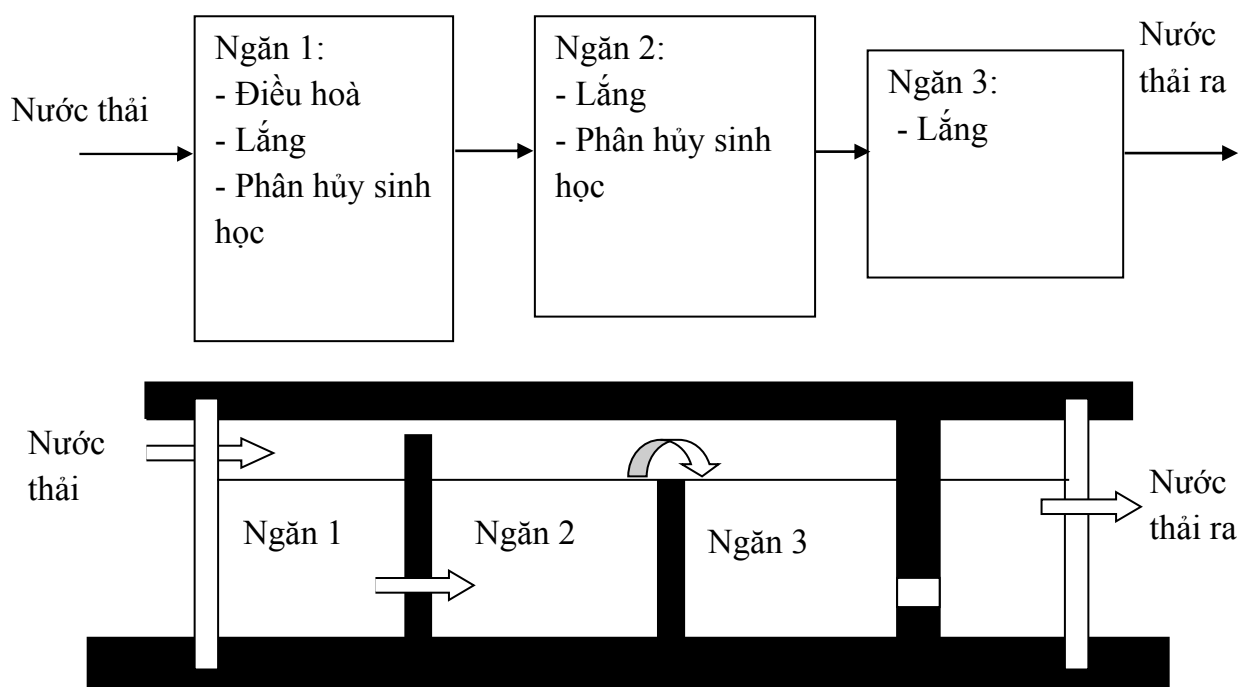 Nước thải
Ngăn 1:
- Điều hoà
- Lắng
- Phân hủy sinh
học
Ngăn 2:
- Lắng
- Phân hủy sinh
học
Ngăn 3:
- Lắng
Nước
thải ra
Nước
thải
Ngăn 1
Ngăn 2
Ngăn 3
Nước
thải ra